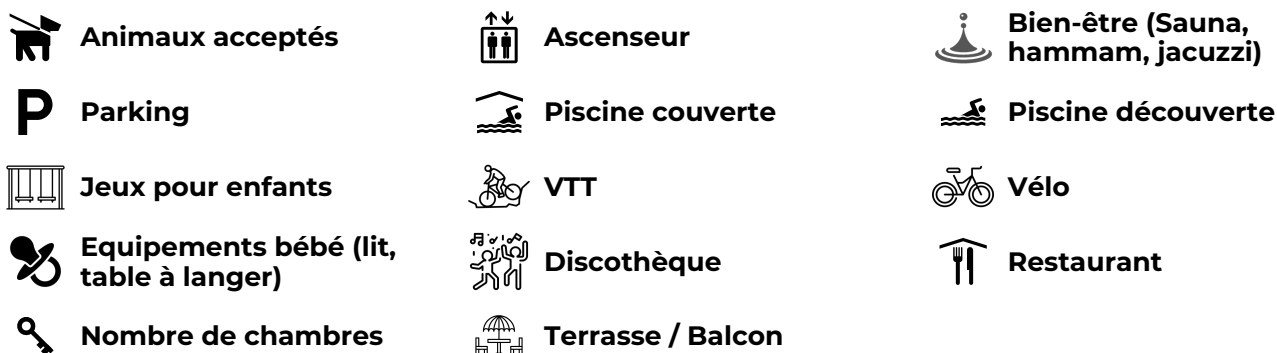 Animaux acceptés
Ascenseur
Bien-être (Sauna,
hammam, jacuzzi)
P
Parking
Piscine couverte
Piscine découverte
Jeux pour enfants
VTT
Vélo
Equipements bébé (lit,
table à langer)
Discothèque
Restaurant
Nombre de chambres
Terrasse / Balcon